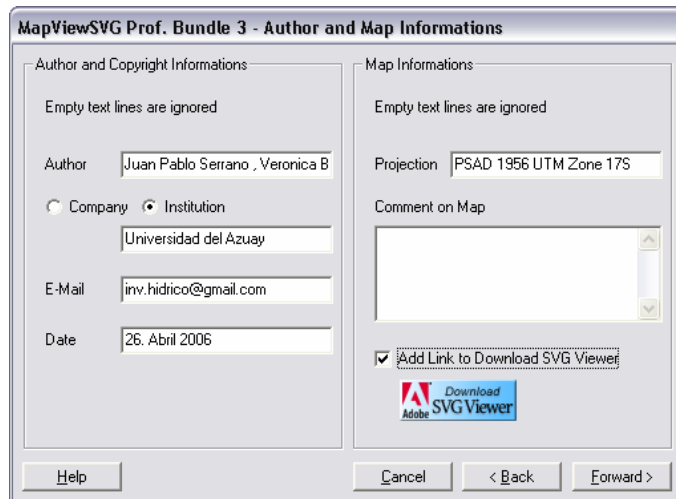 MapViewSVG Prof. Bundle 3 - Author and Map Informations
Author and Copyright Informations
Empty text lines are ignored
Author Juan Pablo Serrano , Veronica B
Company Institution
Universidad del Azuay
E-Mail inv.hidrico@gmail.com
Date 26. Abril 2006
Map Informations
Empty text lines are ignored
Projection PSAD 1956 UTM Zone 17S
Comment on Map
Add Link to Download SVG Viewer
Adobe Download SVG Viewer
Help Cancel < Back Forward >